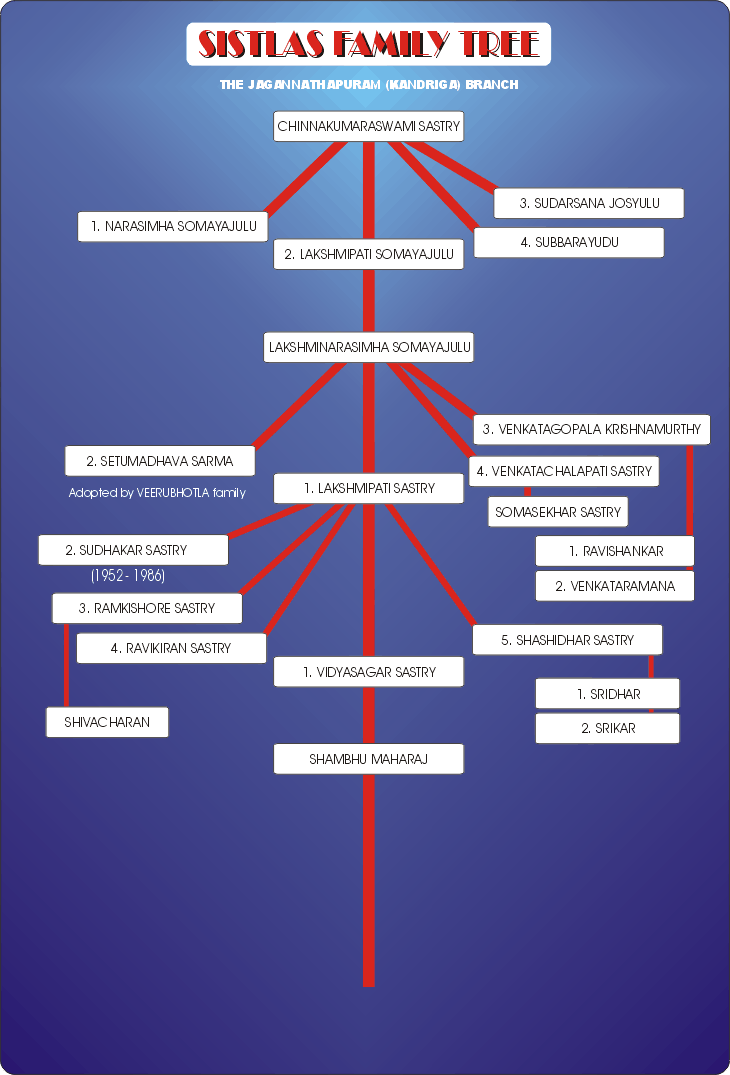 SISTLAS FAMILY TREE
THE JAGANNATHAPURAM (KANDRIGA) BRANCH
CHINNAKUMARASWAMI SASTRY
1. NARASIMHA SOMAYAJULU
2. LAKSHMIPATI SOMAYAJULU
3. SUDARSANA JOSYULU
4. SUBBARAYUDU
LAKSHMINARASIMHA SOMAYAJULU
2. SETUMADHAVA SARMA
Adopted by VEERUBHOTLA family
1. LAKSHMIPATI SASTRY
3. VENKATAGOPALA KRISHNAMURTHY
4. VENKATACHALAPATI SASTRY
SOMASEKHAR SASTRY
1. RAVISHANKAR
2. VENKATARAMANA
2. SUDHAKAR SASTRY
(1952 - 1986)
3. RAMKISHORE SASTRY
4. RAVIKIRAN SASTRY
1. VIDYASAGAR SASTRY
5. SHASHIDHAR SASTRY
1. SRIDHAR
2. SRIKAR
SHIVACHARAN
SHAMBHU MAHARAJ